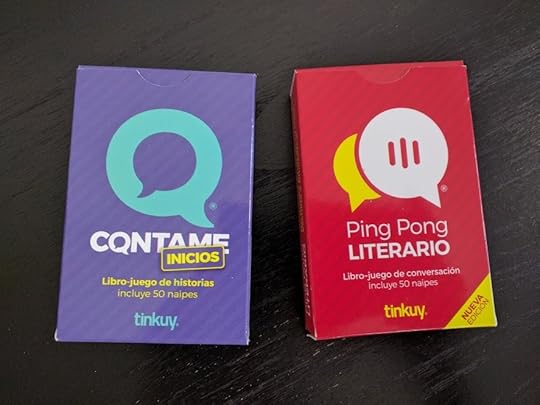 CONTAME
INICIOS
Libro-juego de historias
incluye 50 naipes
tinkuy®
Ping Pong
LITERARIO
Libro-juego de conversación
incluye 50 naipes
tinkuy®
NUEVA
EDICIÓN